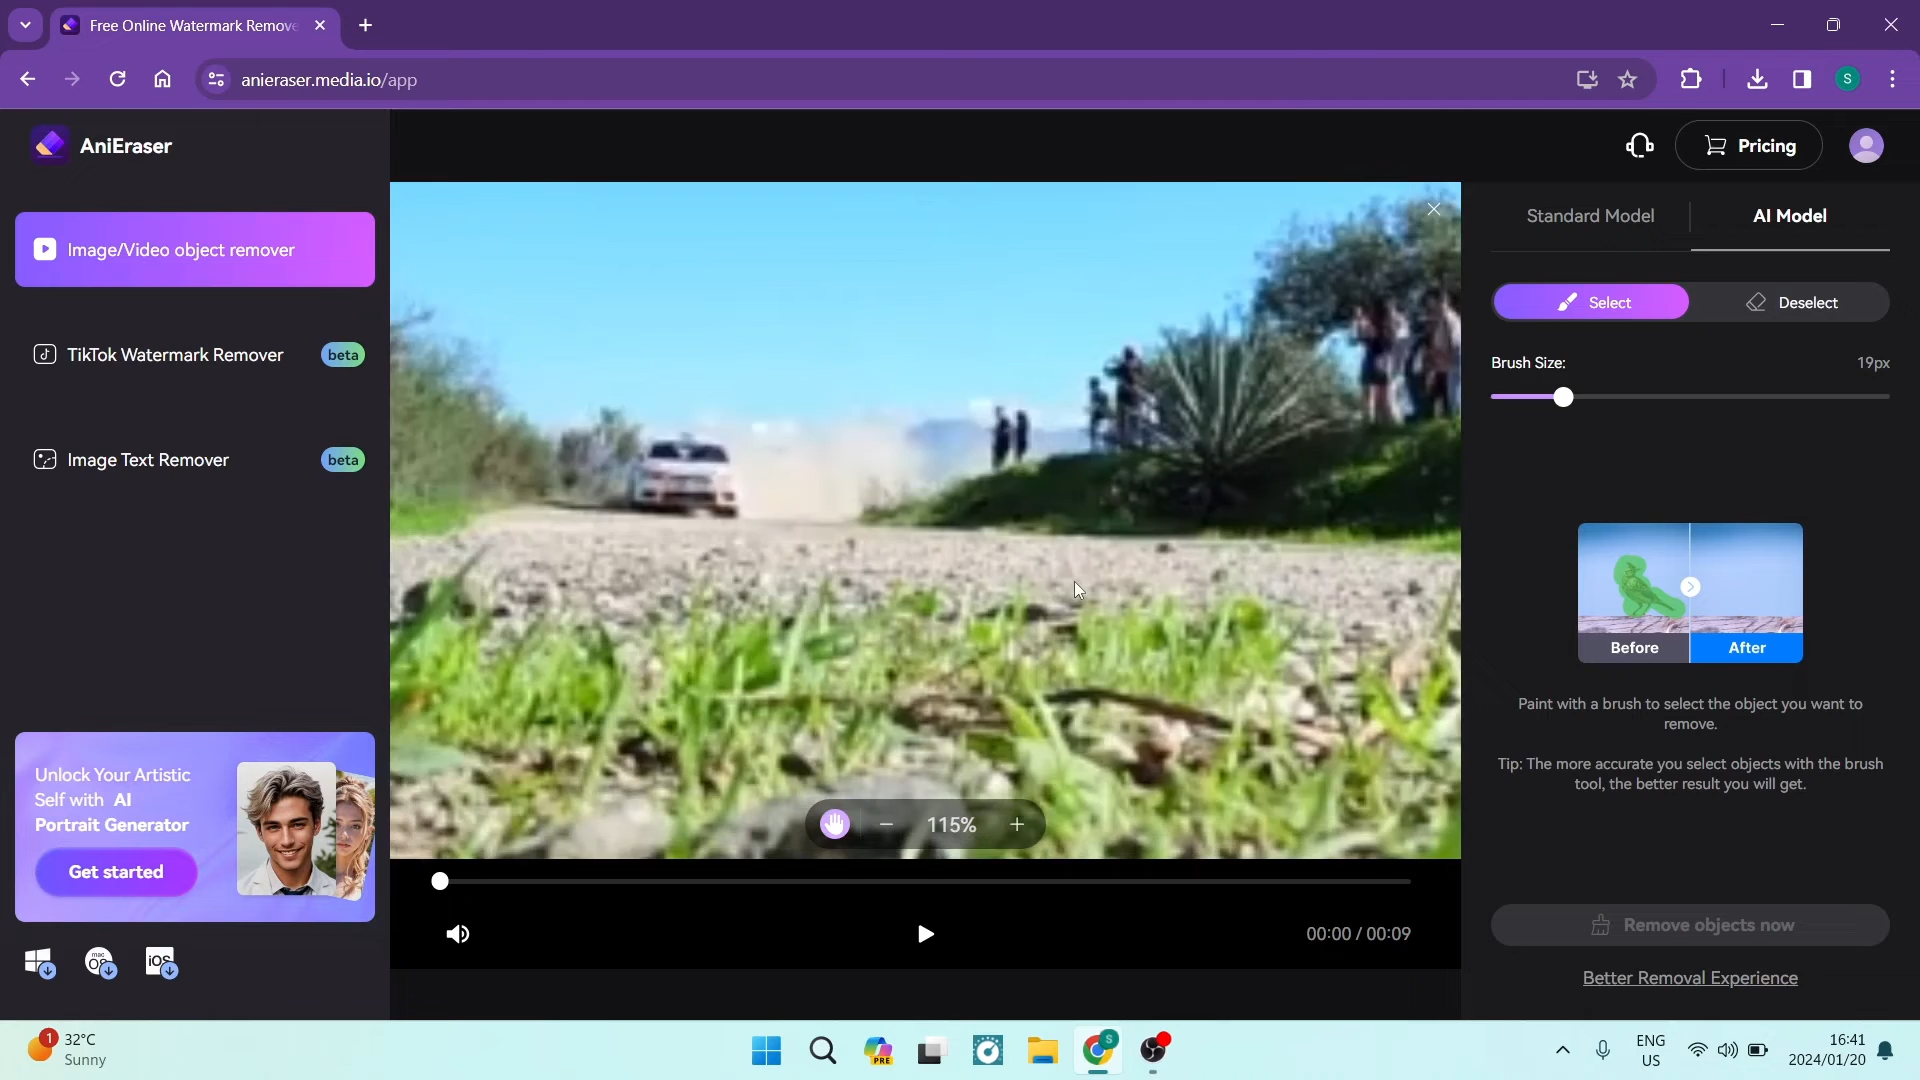 Free Online Watermark Remove
anieraser.media.io/app
S
AniEraser
Pricing
Image/Video object remover
TikTok Watermark Remover beta
Image Text Remover beta
Standard Model
AI Model
Select
Deselect
Brush Size:
19px
Before
After
Paint with a brush to select the object you want to
remove.
Tip: The more accurate you select objects with the brush
tool, the better result you will get.
115%
Unlock Your Artistic
Self with AI
Portrait Generator
Get started
00:00 / 00:09
Remove objects now
Better Removal Experience
mac
OS
iOS
1
32°C
Sunny
PRE
S
ENG
US
16:41
2024/01/20